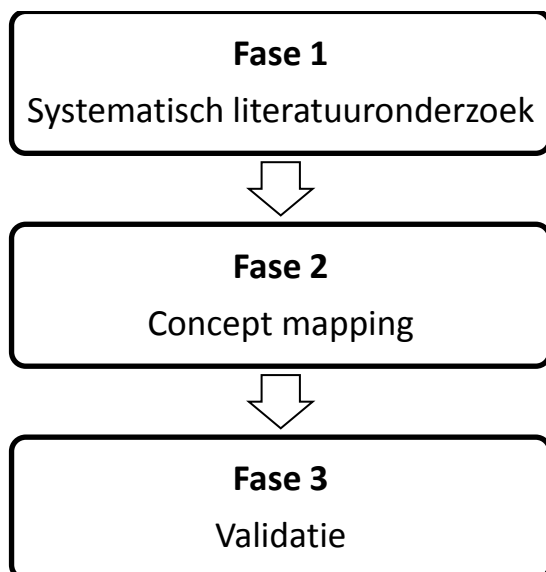 Fase 1
Systematisch literatuuronderzoek
Fase 2
Concept mapping
Fase 3
Validatie